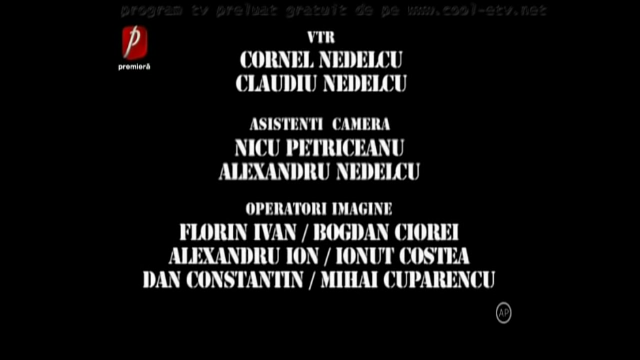 program tv preluat gratuit de pe www.cool-etv.net
p
premieră
VTR
CORNEL NEDELCU
CLAUDIU NEDELCU
ASISTENTI CAMERA
NICU PETRICEANU
ALEXANDRU NEDELCU
OPERATORI IMAGINE
FLORIN IVAN / BOGDAN CIOREI
ALEXANDRU ION / IONUT COSTEA
DAN CONSTANTIN / MIHAI CUPARENCU
AP